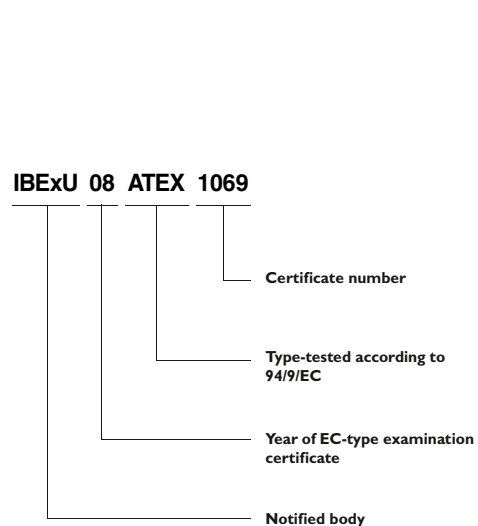 IBExU 08 ATEX 1069
Certificate number
Type-tested according to
94/9/EC
Year of EC-type examination
certificate
Notified body